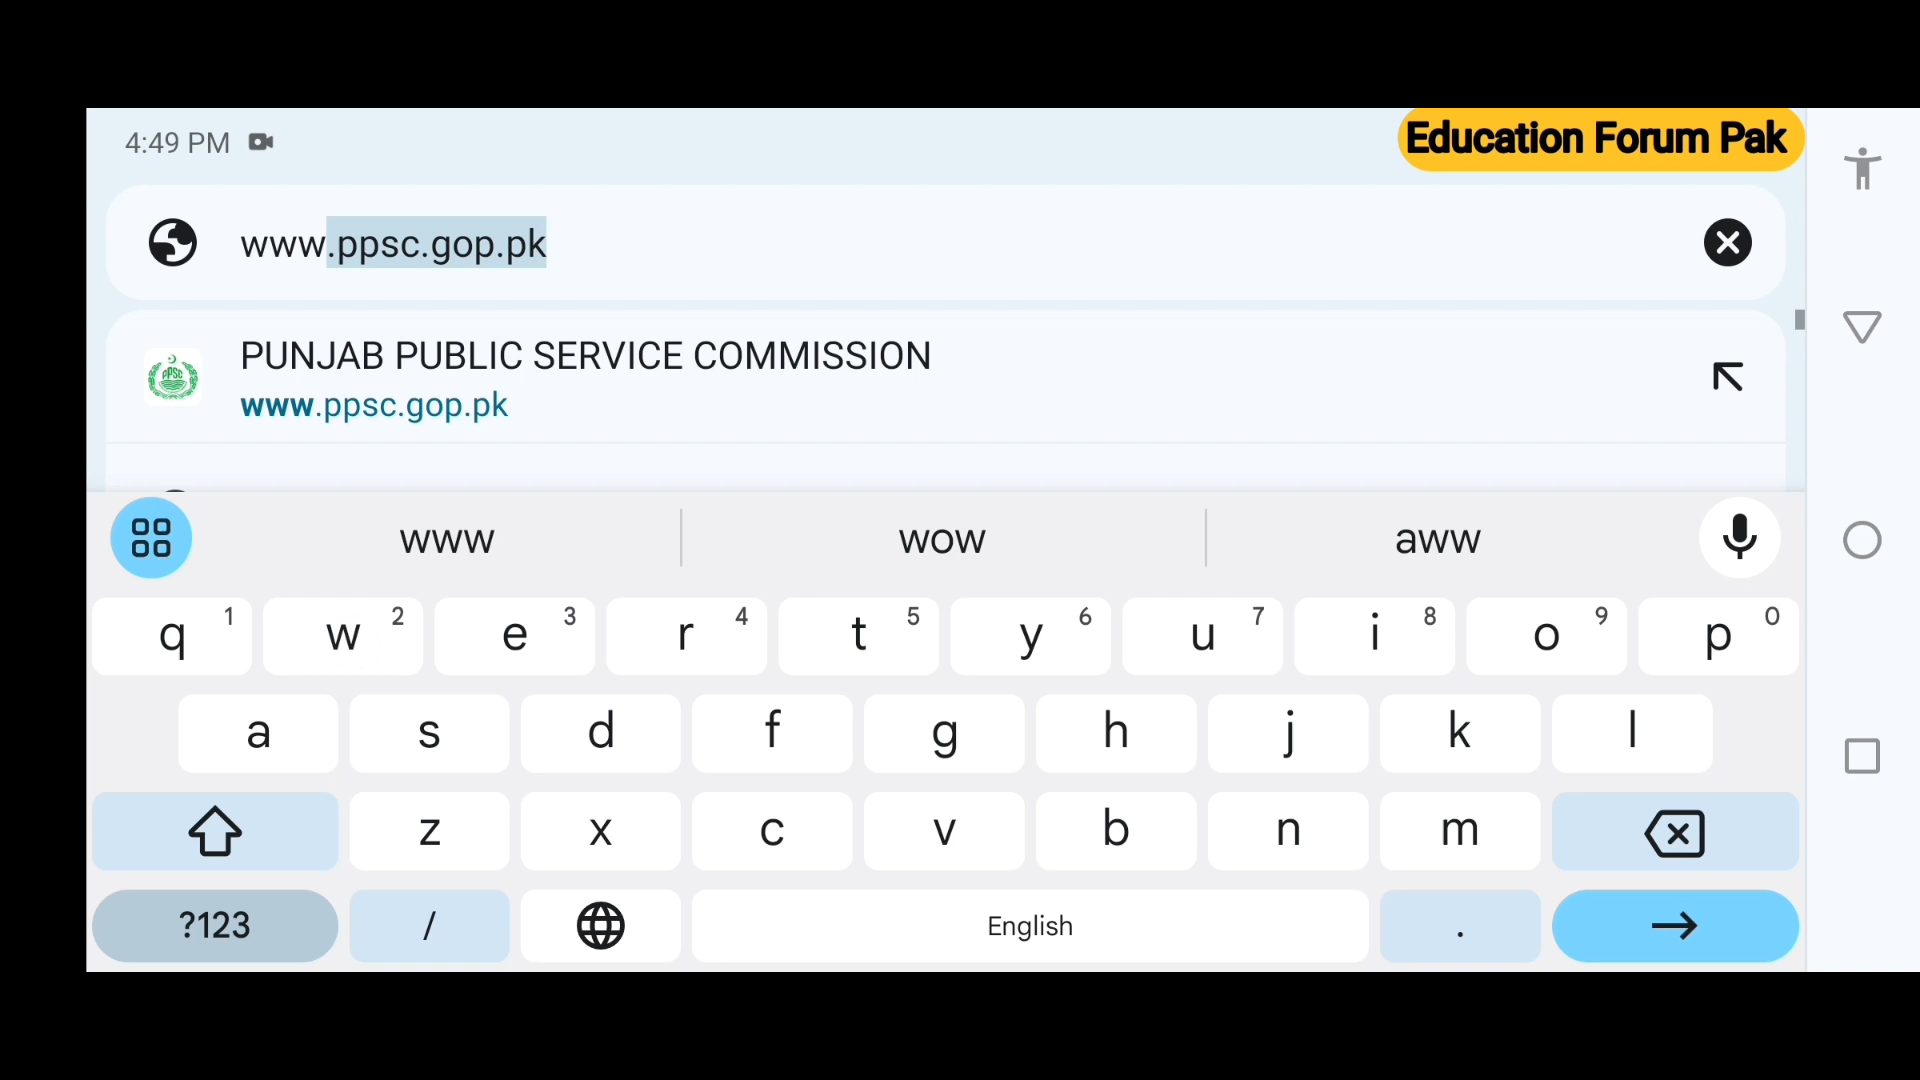 4:49 PM
Education Forum Pak
www.ppsc.gop.pk
PPSC
PUNJAB PUBLIC SERVICE COMMISSION
www.ppsc.gop.pk
www
wow
aww
q 1 w 2 e 3 r 4 t 5 y 6 u 7 i 8 o 9 p 0
a s d f g h j k l
z x c v b n m
?123 / English .